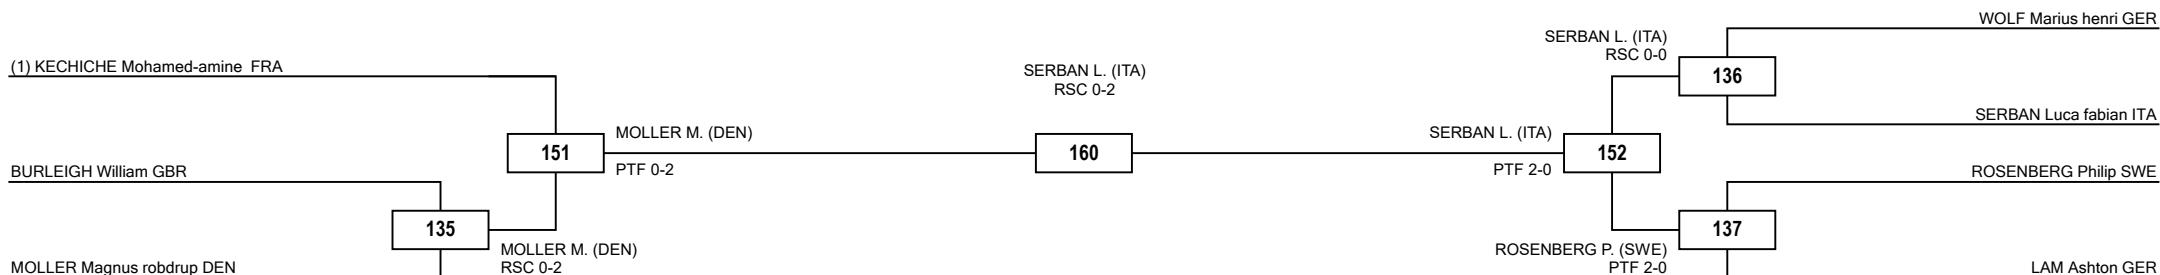 WOLF Marius henri GER
SERBAN L. (ITA)
RSC 0-0
(1) KECHICHE Mohamed-amine FRA
SERBAN L. (ITA)
RSC 0-2
136
SERBAN Luca fabian ITA
MOLLER M. (DEN)
SERBAN L. (ITA)
151
160
152
PTF 0-2
PTF 2-0
BURLEIGH William GBR
ROSENBERG Philip SWE
135
137
MOLLER M. (DEN)
RSC 0-2
ROSENBERG P. (SWE)
PTF 2-0
MOLLER Magnus robdrup DEN
LAM Ashton GER